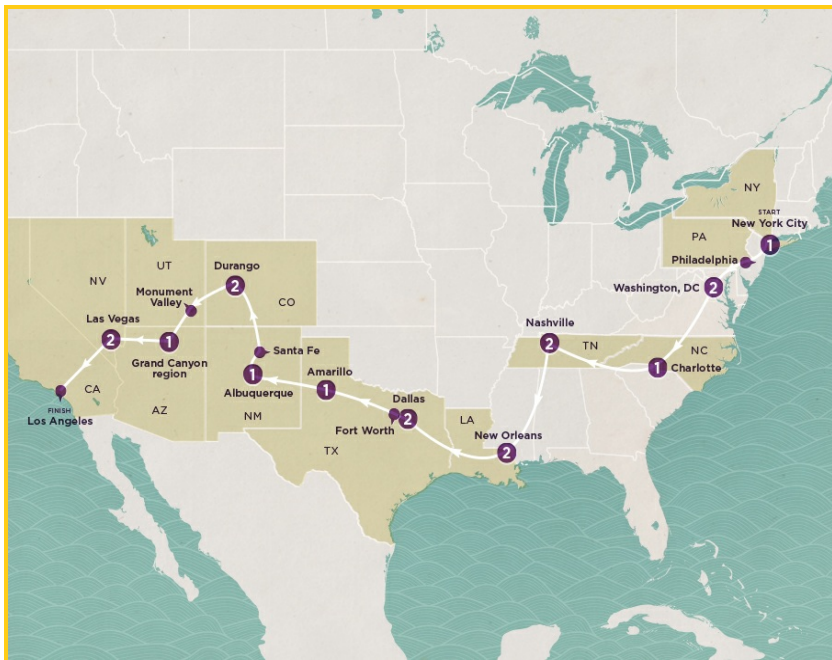 NY
START
New York City
1
PA
Philadelphia
Washington, DC
2
Nashville
2
TN
NC
1
Charlotte
UT
Durango
2
CO
NV
Monument
Valley
Las Vegas
2
1
Grand Canyon
region
Santa Fe
Amarillo
1
1
Albuquerque
Dallas
2
Fort Worth
LA
New Orleans
2
CA
AZ
NM
TX
FINISH
Los Angeles